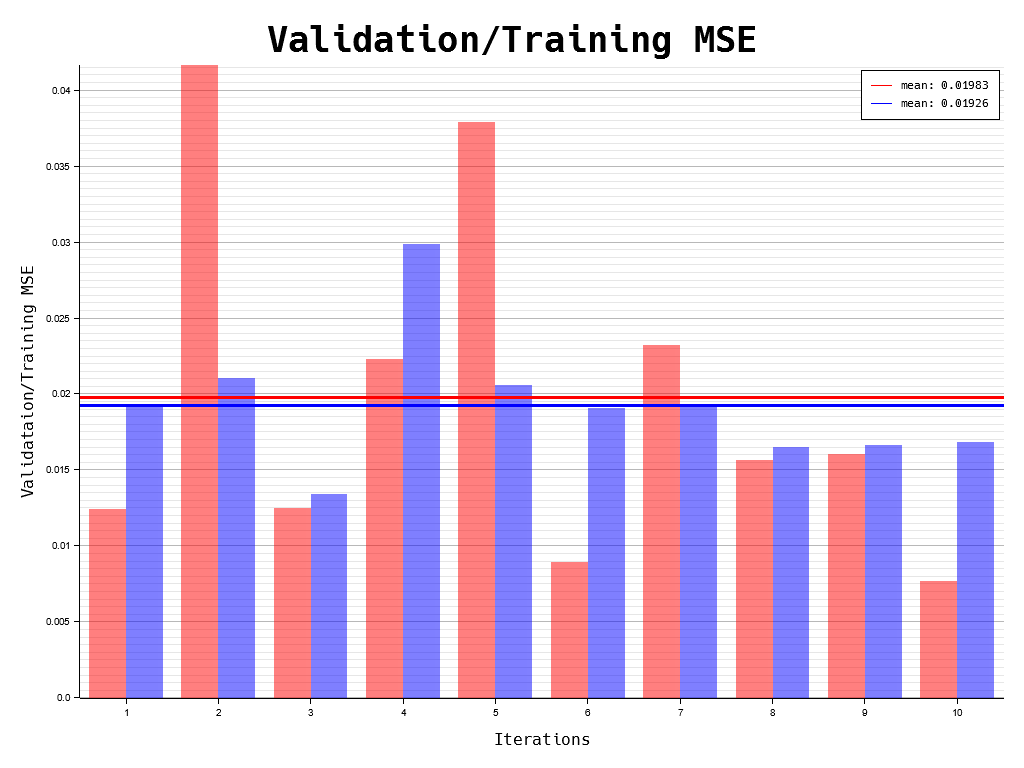 Validation/Training MSE
mean: 0.01983
mean: 0.01926
Validataion/Training MSE
0.04
0.035
0.03
0.025
0.02
0.015
0.01
0.005
0.0
1 2 3 4 5 6 7 8 9 10
Iterations